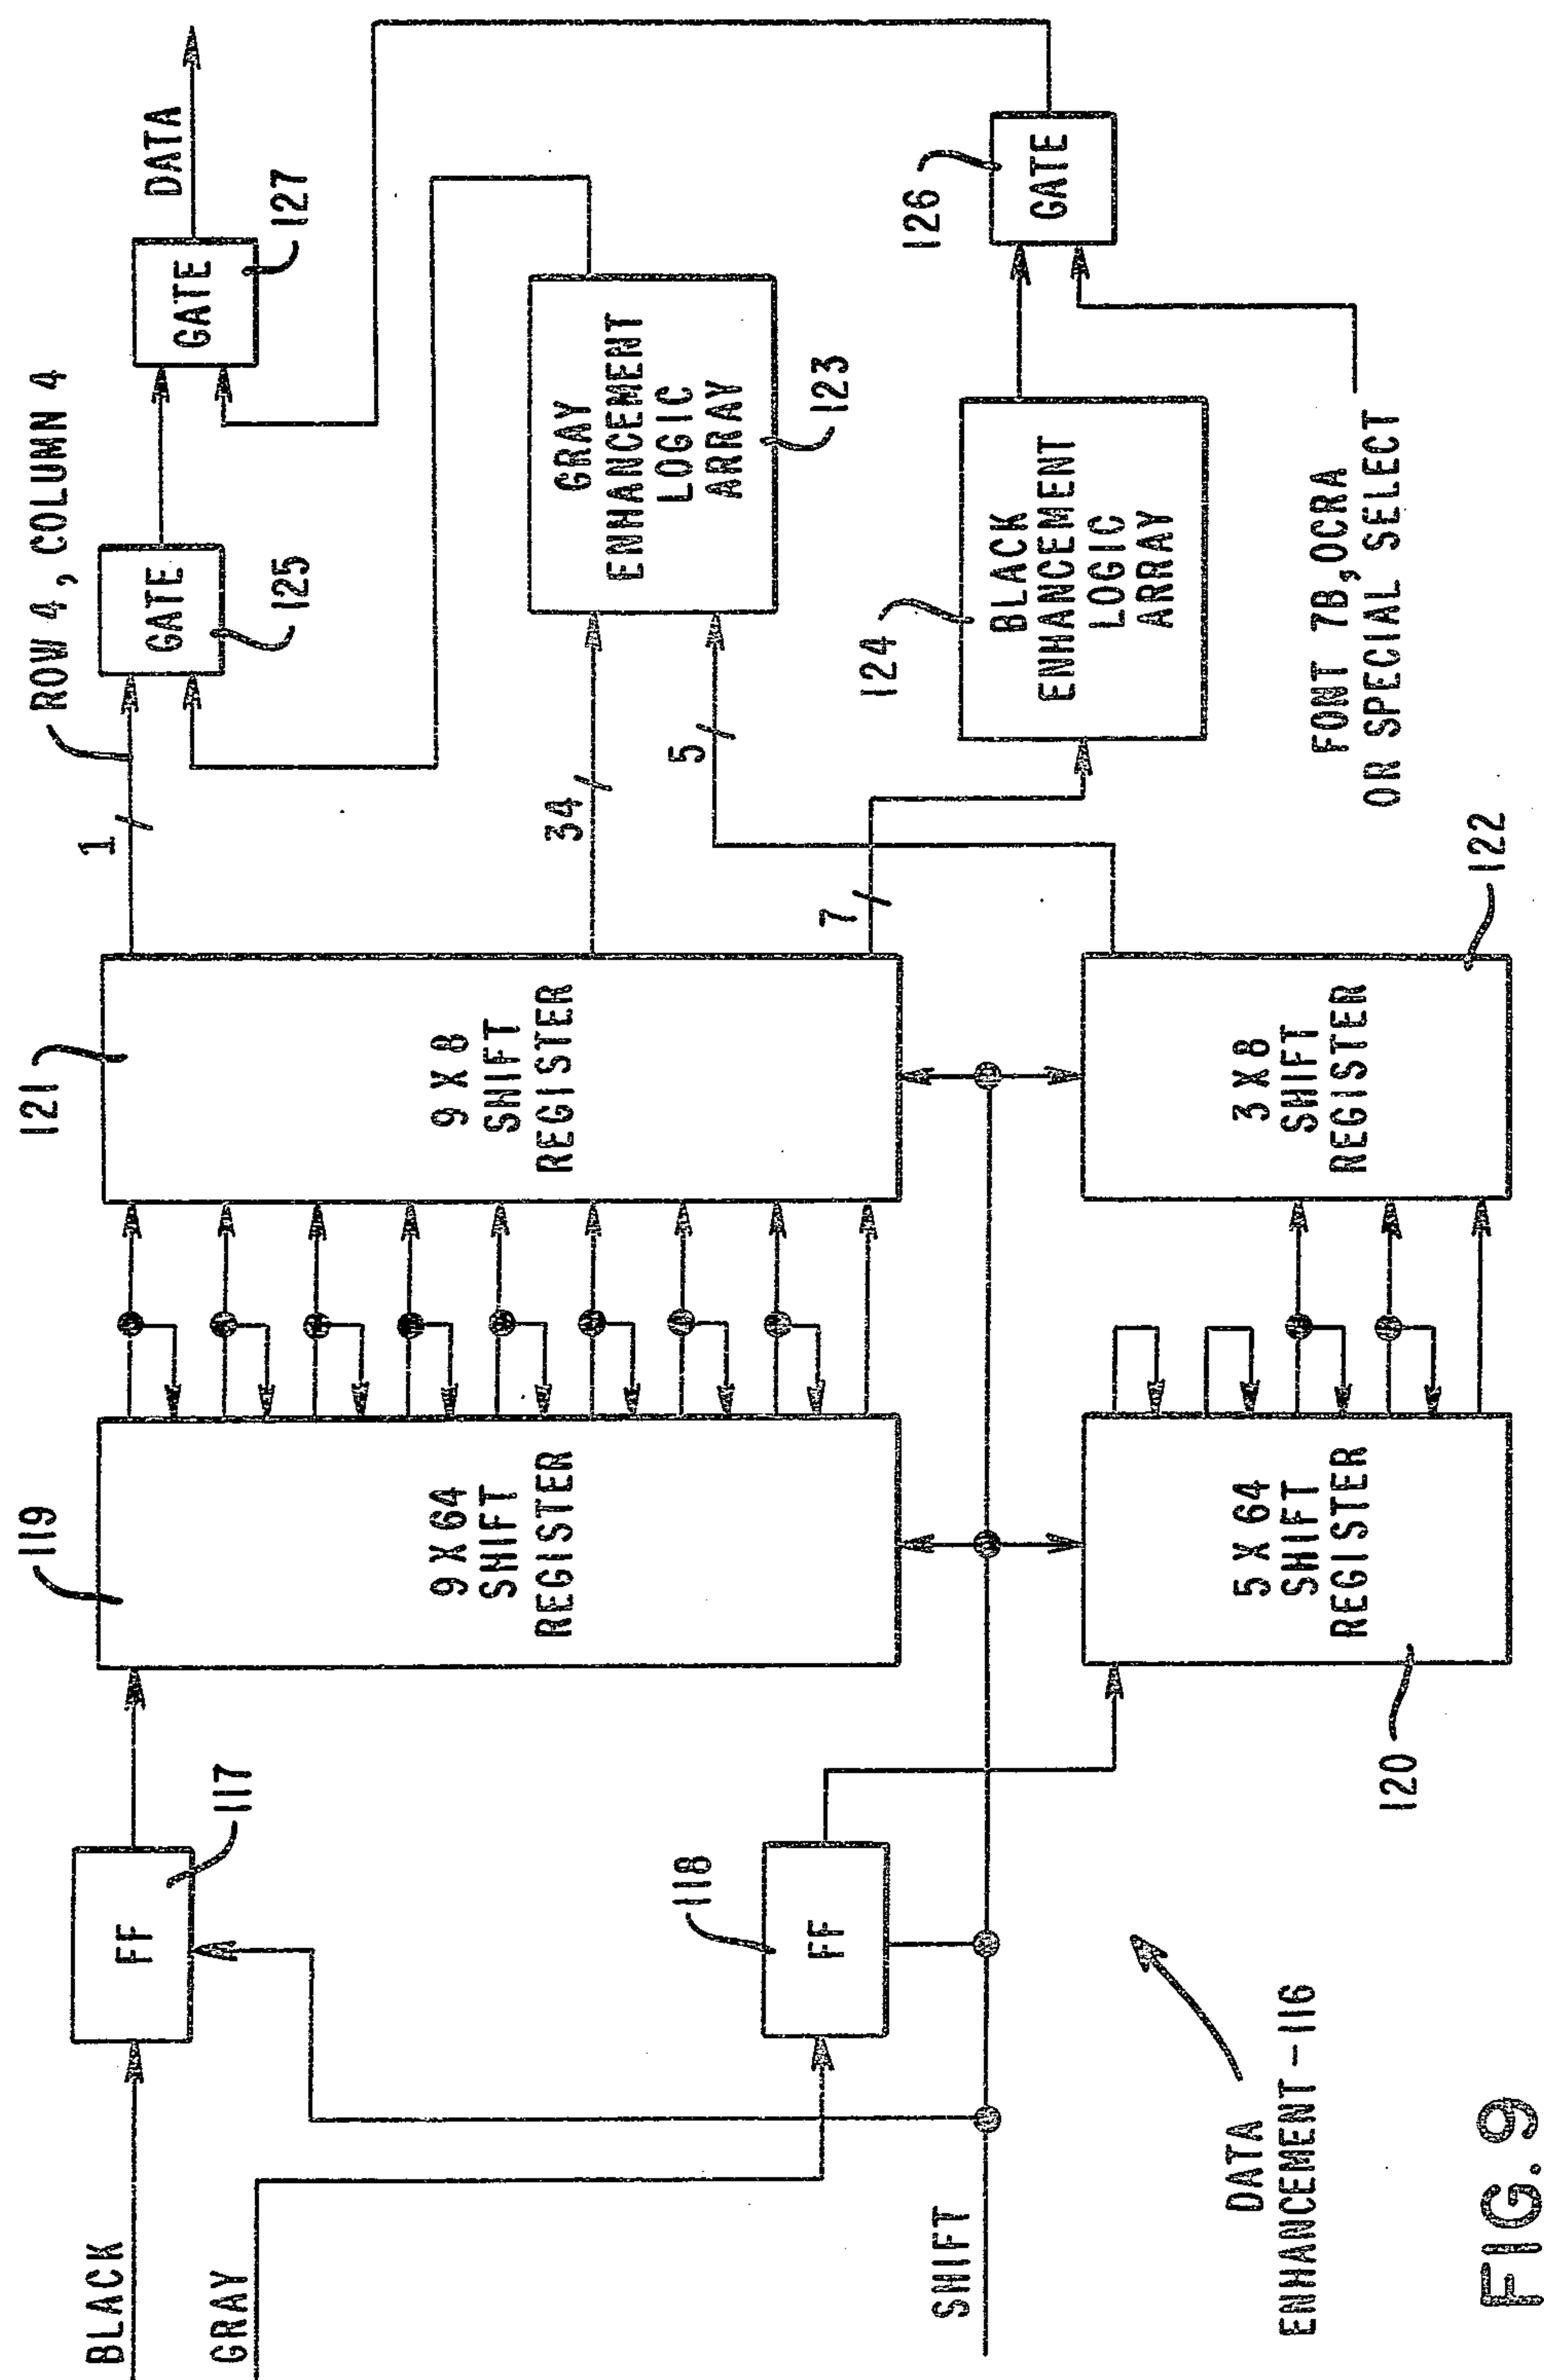 BLACK
GRAY
SHIFT
FF
117
FF
118
119
9 X 64
SHIFT
REGISTER
5 X 64
SHIFT
REGISTER
120
121
9 X 8
SHIFT
REGISTER
3 X 8
SHIFT
REGISTER
122
1
34
7
5
ROW 4, COLUMN 4
GATE
125
GATE
127
DATA
GRAY
ENHANCEMENT
LOGIC
ARRAY
123
124
BLACK
ENHANCEMENT
LOGIC
ARRAY
126
GATE
FONT 7B, OCRA
OR SPECIAL SELECT
DATA
ENHANCEMENT-116
FIG. 9